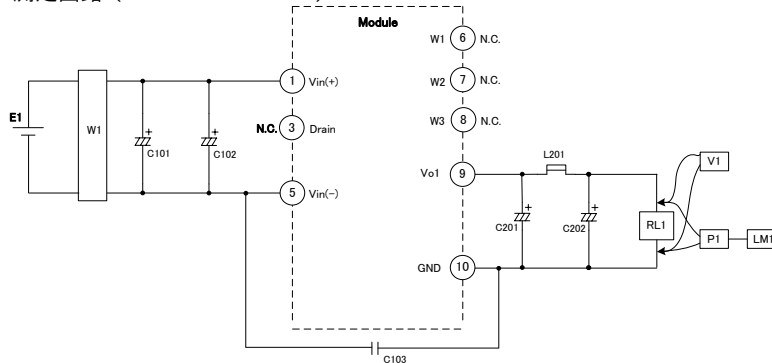 Module
W1 6 N.C.
1 Vin(+)
W2 7 N.C.
E1
W1
N.C. 3 Drain
W3 8 N.C.
C101
C102
L201
Vo1 9
V1
5 Vin(-)
C201
C202
RL1
P1
LM1
GND 10
C103